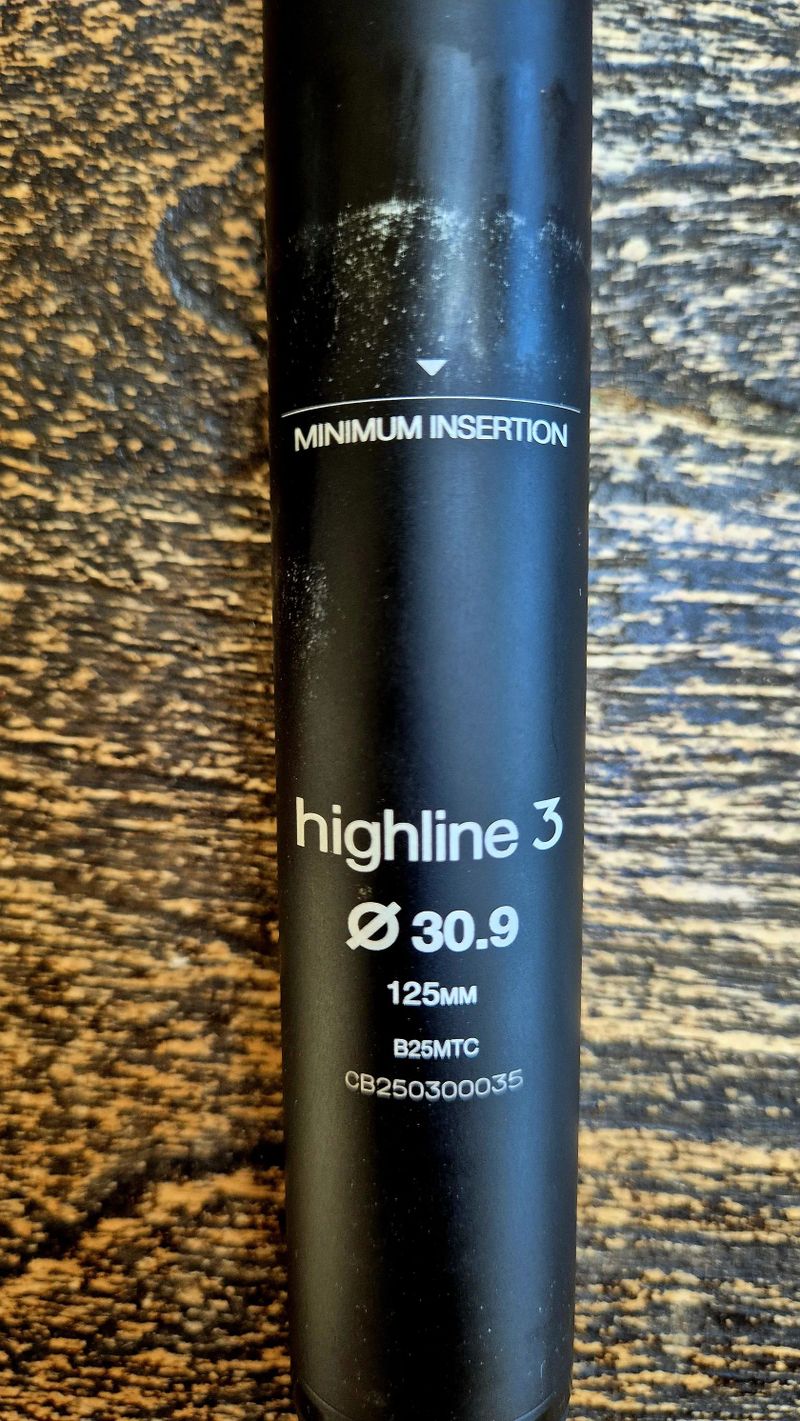 MINIMUM INSERTION
highline 3
Ø 30.9
125MM
B25MTC
CB250300035